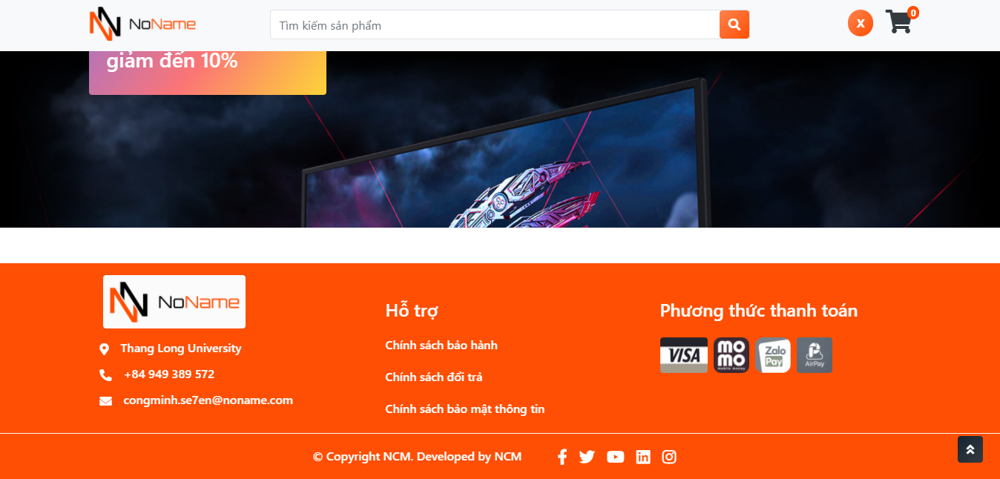 NoName
Tìm kiếm sản phẩm
X
0
giảm đến 10%
NoName
Thang Long University
+84 949 389 572
congminh.se7en@noname.com
Hỗ trợ
Chính sách bảo hành
Chính sách đổi trả
Chính sách bảo mật thông tin
Phương thức thanh toán
VISA
mo mo
mobile money
Zalo
Pay
AirPay
© Copyright NCM. Developed by NCM